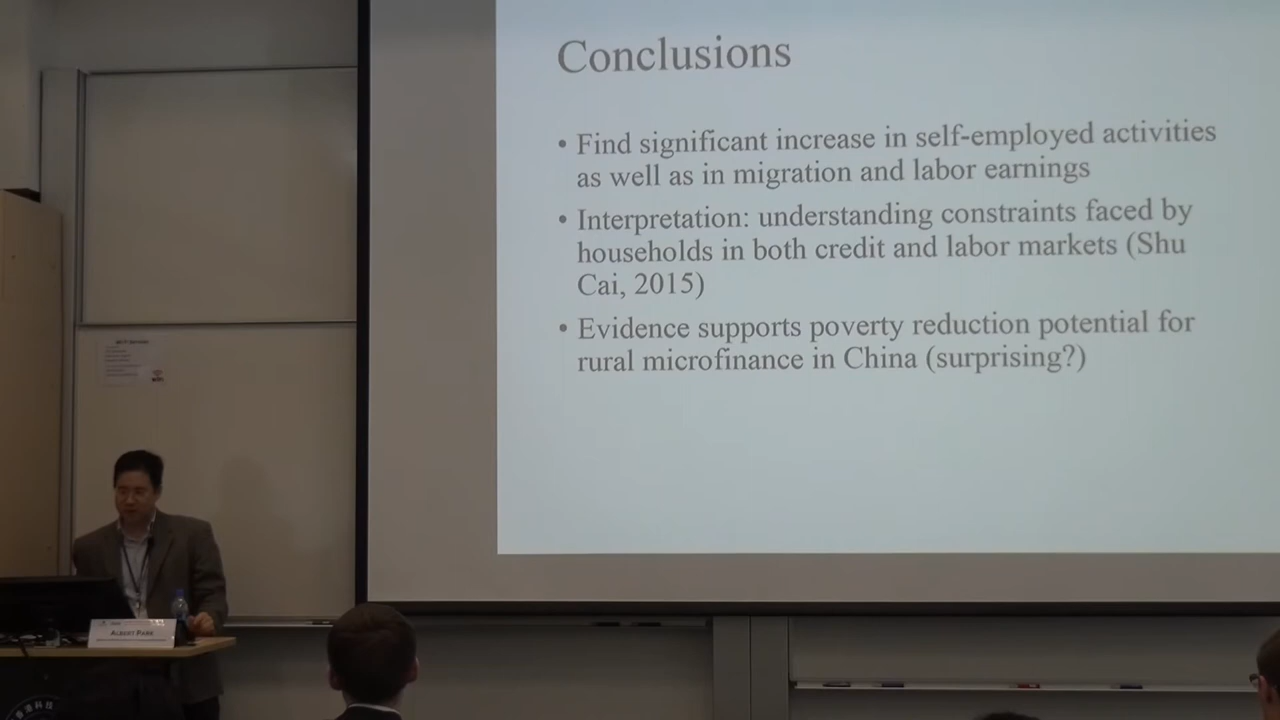 Conclusions
• Find significant increase in self-employed activities
as well as in migration and labor earnings
• Interpretation: understanding constraints faced by
households in both credit and labor markets (Shu
Cai, 2015)
• Evidence supports poverty reduction potential for
rural microfinance in China (surprising?)
ALBERT PARK